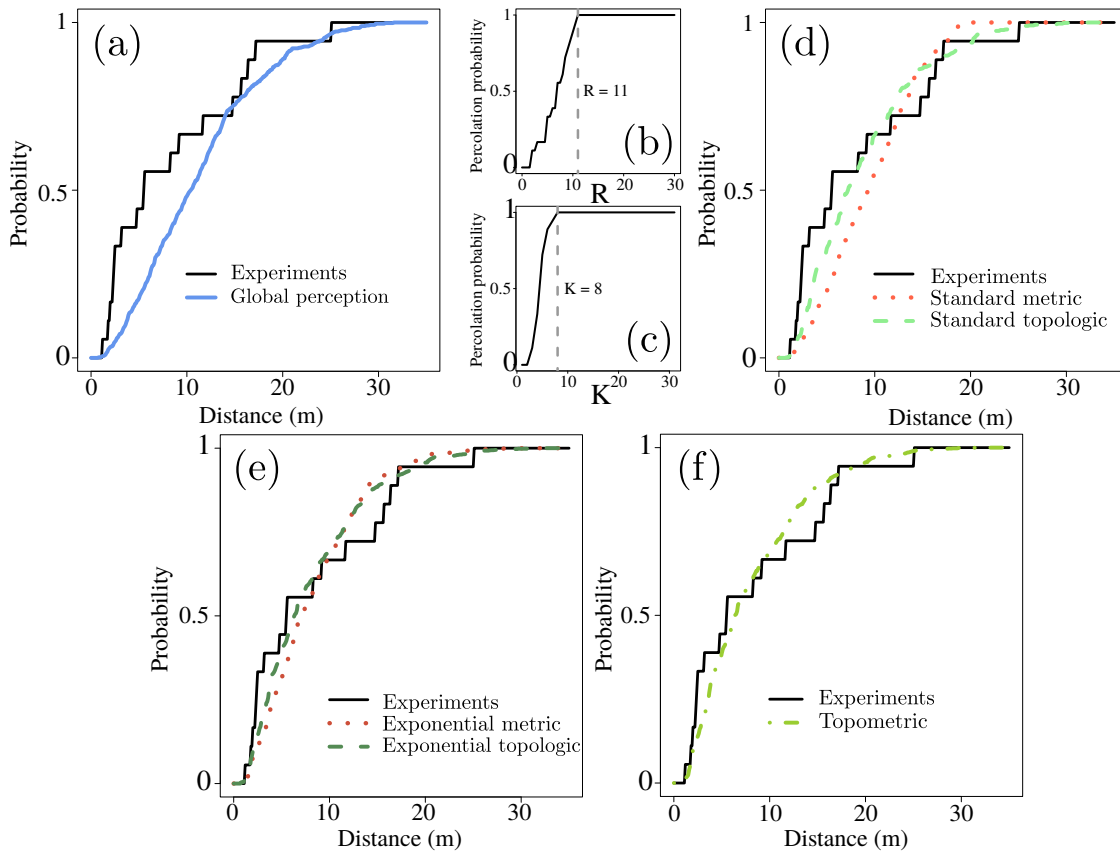 (a)
1
0.5
0
Probability
Experiments
Global perception
0 10 20 30
Distance (m)
(b)
1
0.5
0
Percolation probability
R = 11
0 10 20 30
R
(c)
1
0.5
0
Percolation probability
K = 8
0 10 20 30
K
(d)
1
0.5
0
Probability
Experiments
Standard metric
Standard topologic
0 10 20 30
Distance (m)
(e)
1
0.5
0
Probability
Experiments
Exponential metric
Exponential topologic
0 10 20 30
Distance (m)
(f)
1
0.5
0
Probability
Experiments
Topometric
0 10 20 30
Distance (m)